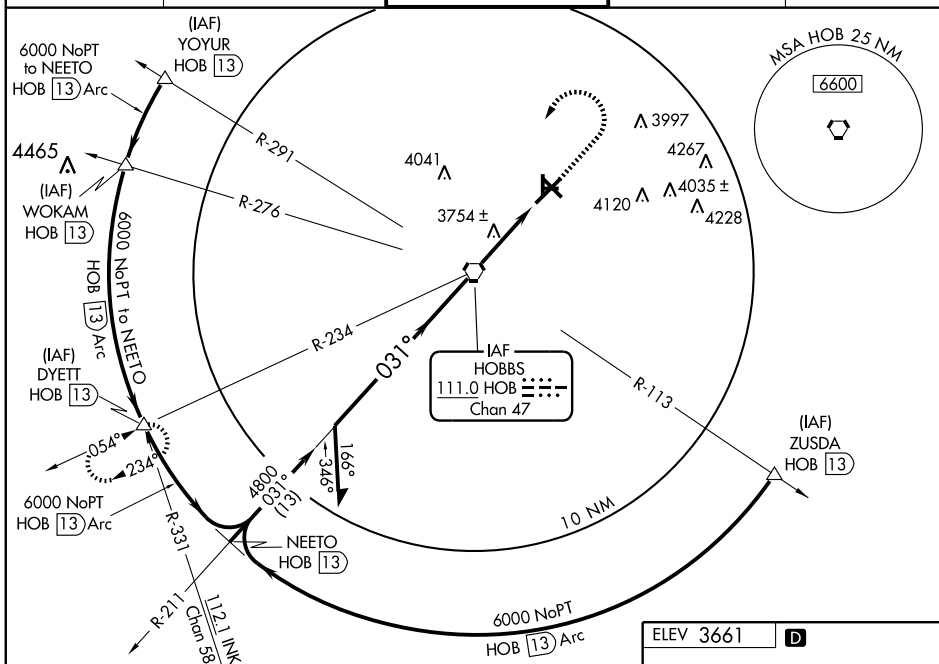 (IAF)
YOYUR
HOB 13
6000 NoPT
to NEETO
HOB 13 Arc
MSA HOB 25 NM
6600
R-291
4465
(IAF)
WOKAM
HOB 13
R-276
4041
3754 ±
3997
4267
4120
4035 ±
4228
6000 NoPT to NEETO
HOB 13 Arc
R-234
031°
IAF
HOBBS
111.0 HOB
Chan 47
R-113
(IAF)
DYETT
HOB 13
(IAF)
ZUSDA
HOB 13
054°
234°
166°
346°
4800
031°
(13)
6000 NoPT
HOB 13 Arc
R-331
10 NM
NEETO
HOB 13
R-211
112.1 INK
Chan 58
6000 NoPT
HOB 13 Arc
ELEV 3661
D